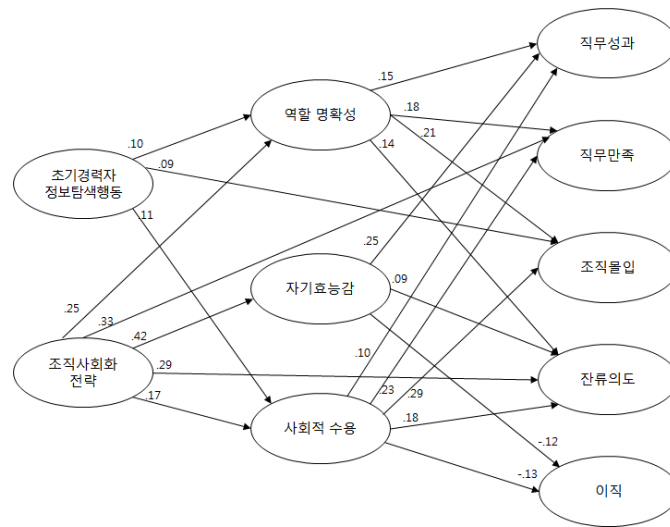 직무성과
.15
역할 명확성
.18
.21
.14
직무만족
.10
.09
초기경력자
정보탐색행동
.11
.25
조직몰입
자기효능감
.09
.25
.33
.42
.10
조직사회화
전략
.29
.17
.23
.29
.18
사회적 수용
잔류의도
-.12
-.13
이직